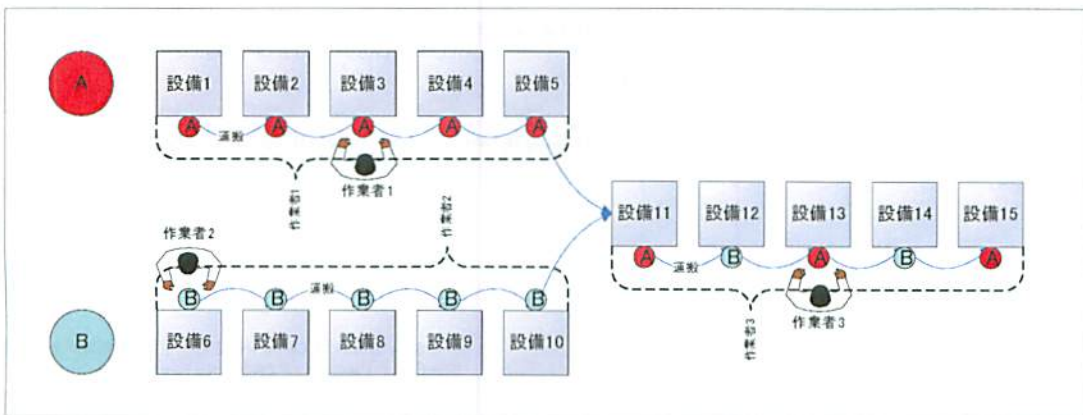 A
設備1 設備2 設備3 設備4 設備5
A A A A A
運搬
作業者1
作業者1
作業者2
作業者2
B B B B B
運搬
B
設備6 設備7 設備8 設備9 設備10
設備11 設備12 設備13 設備14 設備15
A B A B A
運搬
作業者3
作業者3